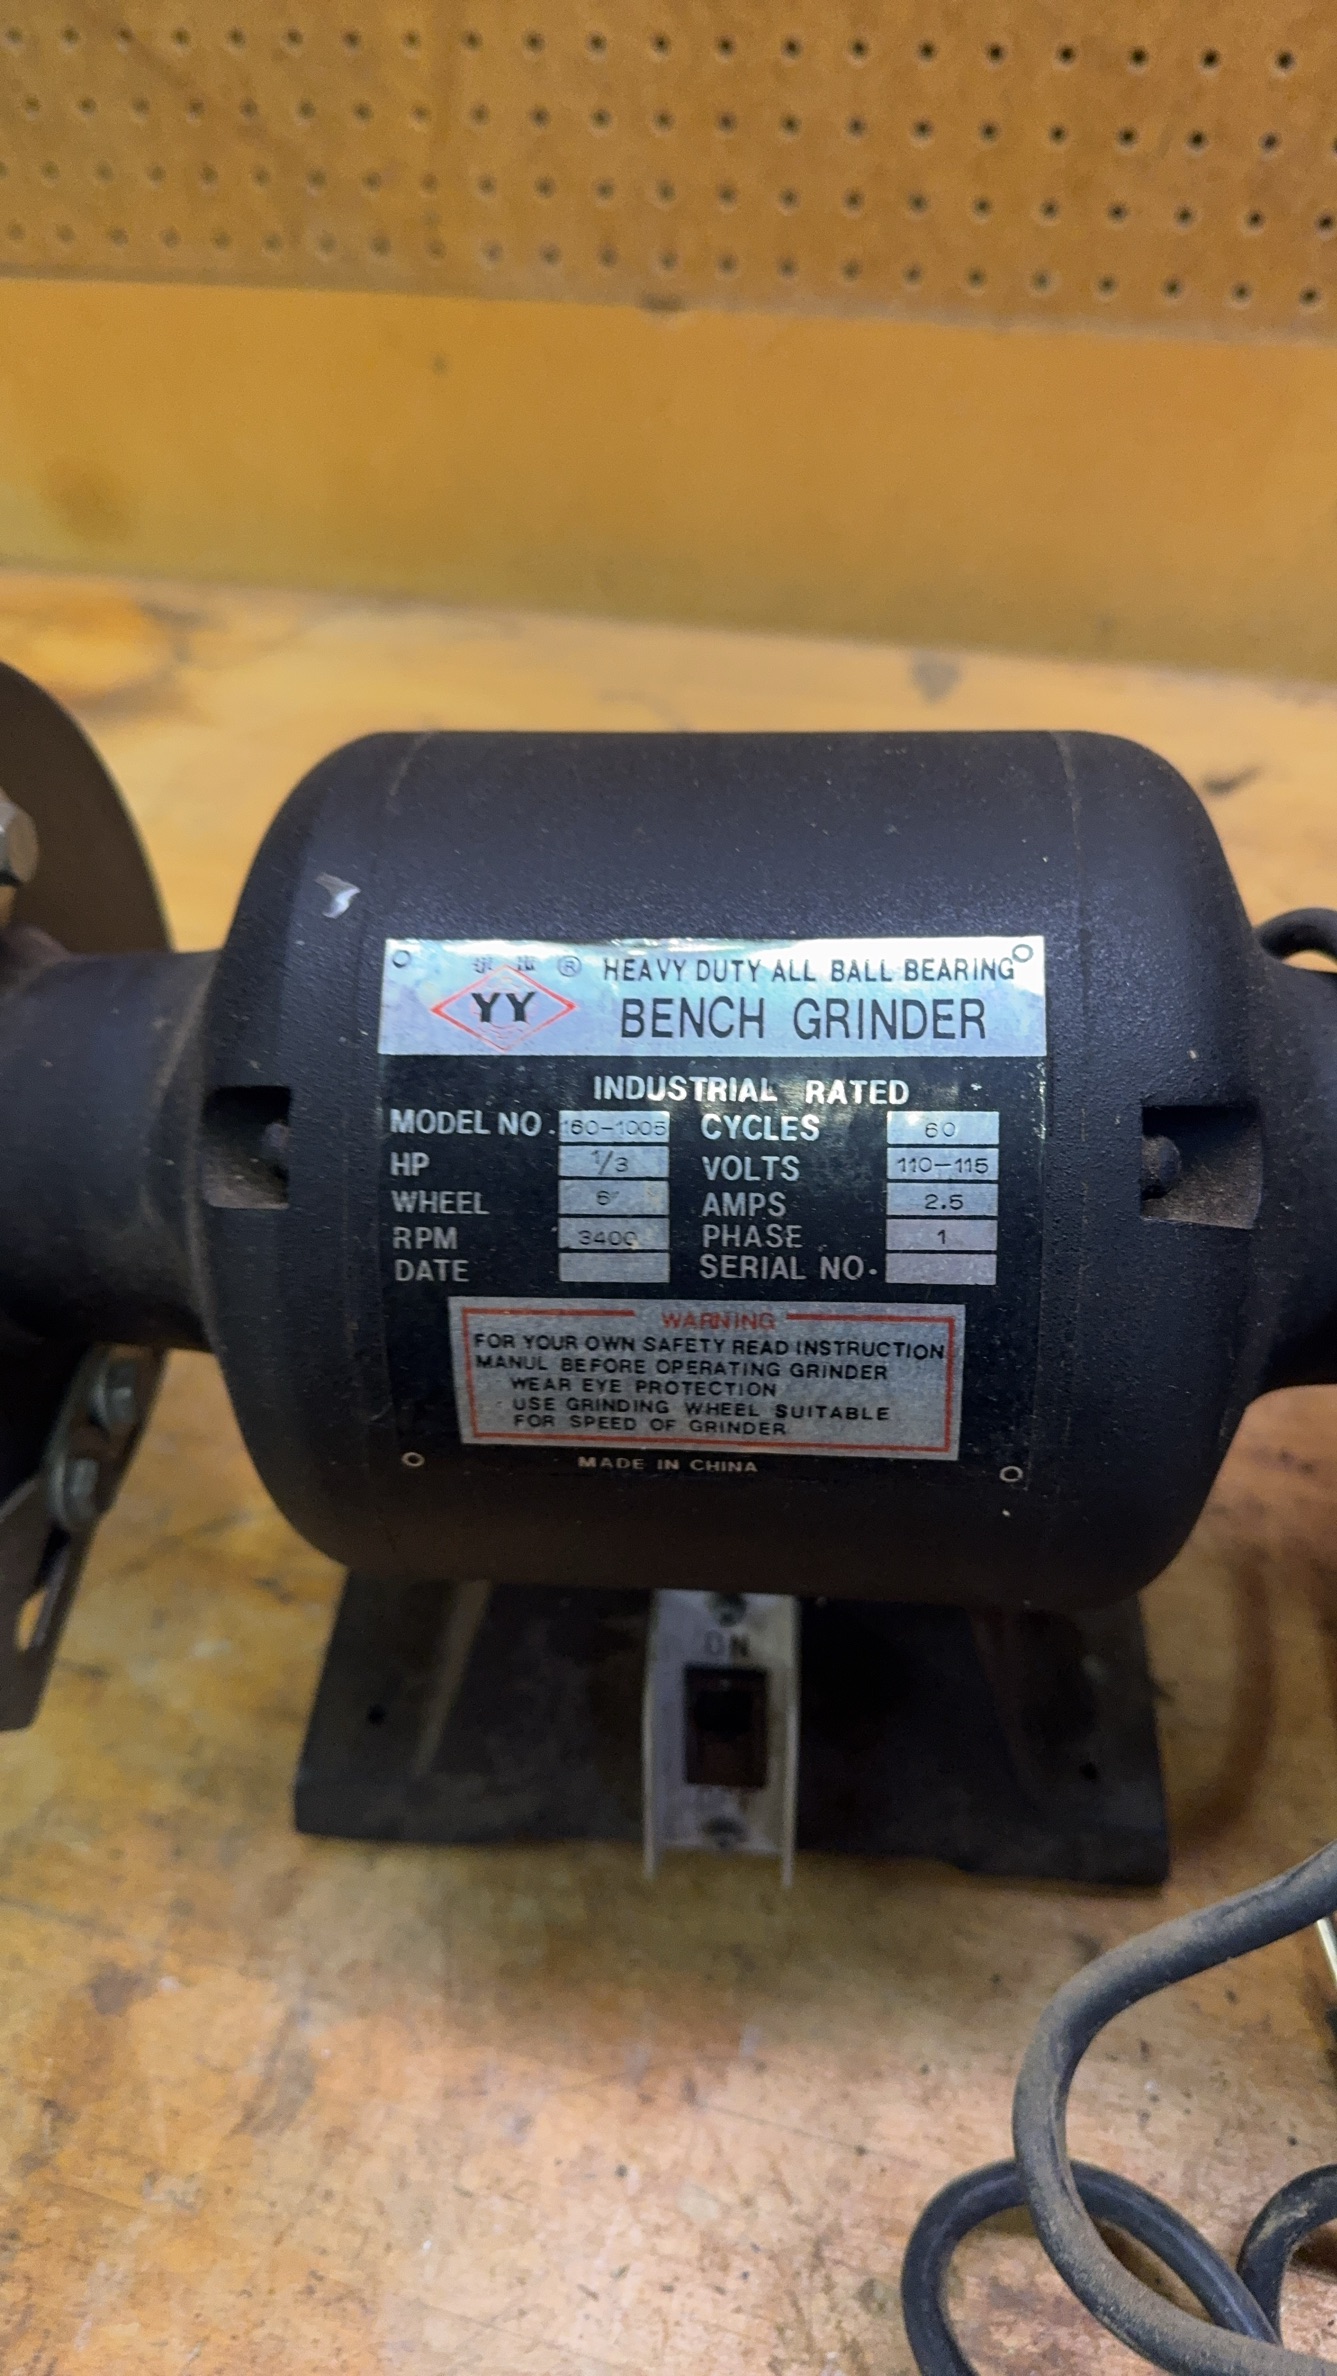 ® HEAVY DUTY ALL BALL BEARING
YY
BENCH GRINDER
INDUSTRIAL RATED
MODEL NO. 160-1005 CYCLES 60
HP 1/3 VOLTS 110-115
WHEEL 6" AMPS 2.5
RPM 3400 PHASE 1
DATE SERIAL NO.
WARNING
FOR YOUR OWN SAFETY READ INSTRUCTION
MANUL BEFORE OPERATING GRINDER
WEAR EYE PROTECTION
USE GRINDING WHEEL SUITABLE
FOR SPEED OF GRINDER
MADE IN CHINA
ON